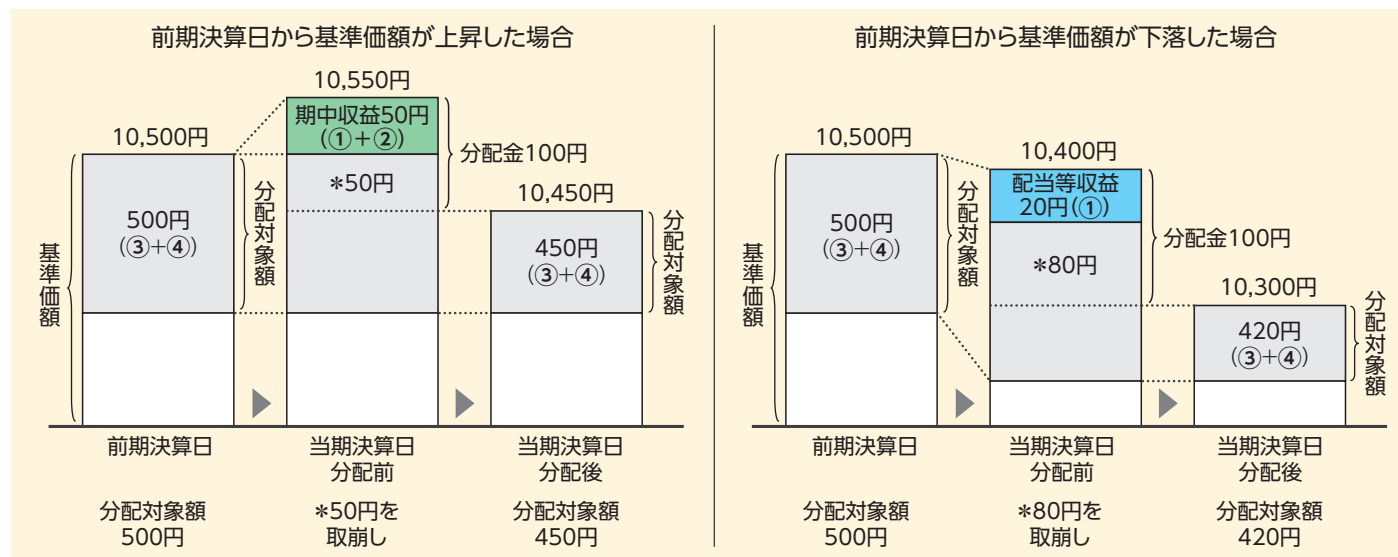 前期決算日から基準価額が上昇した場合
10,500円
10,550円
期中収益50円
(①+②)
分配金100円
*50円
10,450円
500円
(③+④)
分配対象額
450円
(③+④)
分配対象額
基準価額
前期決算日
当期決算日
分配前
当期決算日
分配後
分配対象額
500円
*50円を
取崩し
分配対象額
450円
前期決算日から基準価額が下落した場合
10,500円
10,400円
配当等収益
20円(①)
分配金100円
*80円
10,300円
500円
(③+④)
分配対象額
420円
(③+④)
分配対象額
基準価額
前期決算日
当期決算日
分配前
当期決算日
分配後
分配対象額
500円
*80円を
取崩し
分配対象額
420円